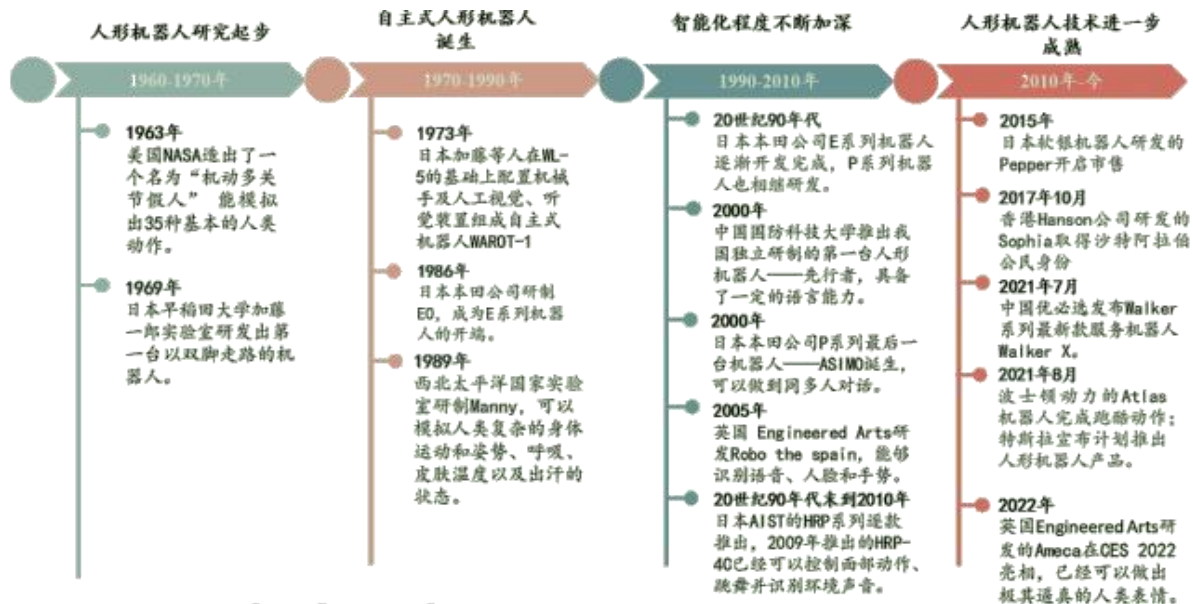 人形机器人研究起步
1960-1970年
1963年
美国NASA造出了一
个名为“机动多关
节假人” 能模拟
出35种基本的人类
动作。
1969年
日本早稻田大学加藤
一郎实验室研发出第
一台以双脚走路的机
器人。
自主式人形机器人
诞生
1970-1990年
1973年
日本加藤等人在WL-
5的基础上配置机械
手及人工视觉、听
觉装置组成自主式
机器人WAROT-1
1986年
日本本田公司研制
E0，成为E系列机器
人的开端。
1989年
西北太平洋国家实验
室研制Manny，可以
模拟人类复杂的身体
运动和姿势、呼吸、
皮肤温度以及出汗的
状态。
智能化程度不断加深
1990-2010年
20世纪90年代
日本本田公司E系列机器人
逐渐开发完成，P系列机器
人也相继研发。
2000年
中国国防科技大学推出我
国独立研制的第一台人形
机器人——先行者，具备
了一定的语言能力。
2000年
日本本田公司P系列最后一
台机器人——ASIMO诞生，
可以做到同多人对话。
2005年
英国 Engineered Arts研
发Robo the spain，能够
识别语音、人脸和手势。
20世纪90年代末到2010年
日本AIST的HRP系列逐款
推出，2009年推出的HRP-
4C已经可以控制面部动作、
跳舞并识别环境声音。
人形机器人技术进一步
成熟
2010年-今
2015年
日本软银机器人研发的
Pepper开启市售
2017年10月
香港Hanson公司研发的
Sophia取得沙特阿拉伯
公民身份
2021年7月
中国优必选发布Walker
系列最新款服务机器人
Walker X。
2021年8月
波士顿动力的Atlas
机器人完成跑酷动作；
特斯拉宣布计划推出
人形机器人产品。
2022年
英国Engineered Arts研
发的Ameca在CES 2022
亮相，已经可以做出
极其逼真的人类表情。